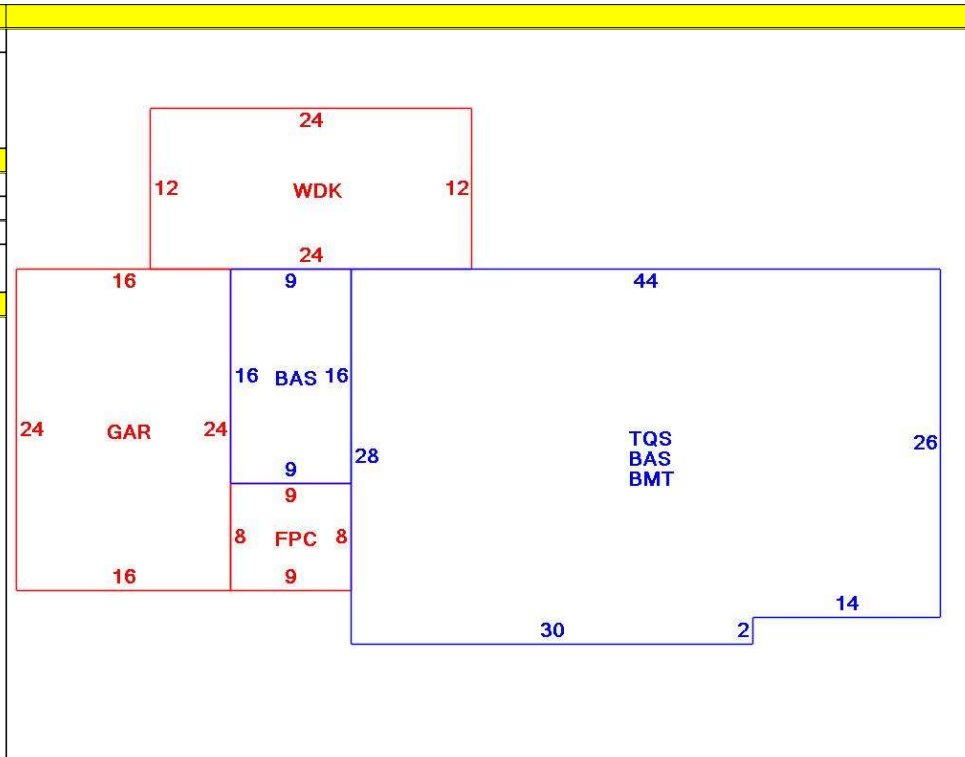 24
12 WDK 12
24
16 9 44
16 BAS 16
24 GAR 24
TQS
BAS
BMT
26
28
9
9
8 FPC 8
16 9
14
30 2